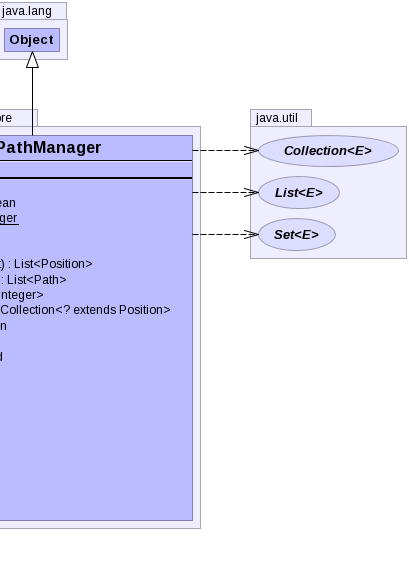 java.lang
Object
ore
java.util
PathManager
Collection<E>
List<E>
ean
ger
Set<E>
t) : List<Position>
: List<Path>
nteger>
Collection<? extends Position>
n
d